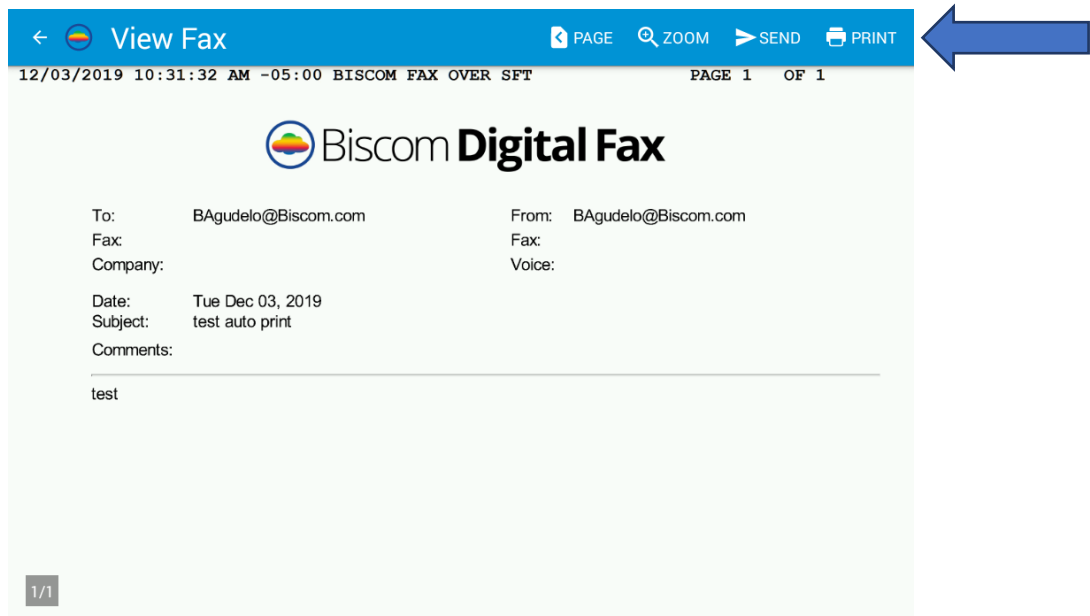 View Fax PAGE ZOOM SEND PRINT
12/03/2019 10:31:32 AM -05:00 BISCOM FAX OVER SFT PAGE 1 OF 1
Biscom Digital Fax
To: BAgudelo@Biscom.com From: BAgudelo@Biscom.com
Fax: Fax:
Company: Voice:
Date: Tue Dec 03, 2019
Subject: test auto print
Comments:
test
1/1